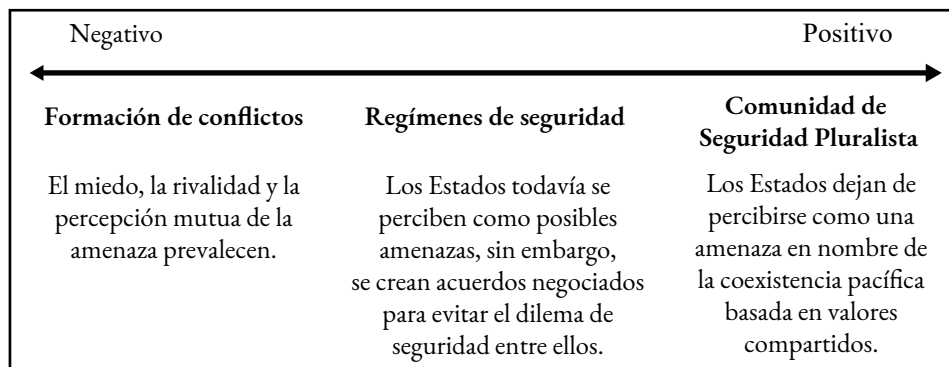 Negativo
Positivo
Formación de conflictos
El miedo, la rivalidad y la
percepción mutua de la
amenaza prevalecen.
Regímenes de seguridad
Los Estados todavía se
perciben como posibles
amenazas, sin embargo,
se crean acuerdos negociados
para evitar el dilema de
seguridad entre ellos.
Comunidad de
Seguridad Pluralista
Los Estados dejan de
percibirse como una
amenaza en nombre de
la coexistencia pacífica
basada en valores
compartidos.